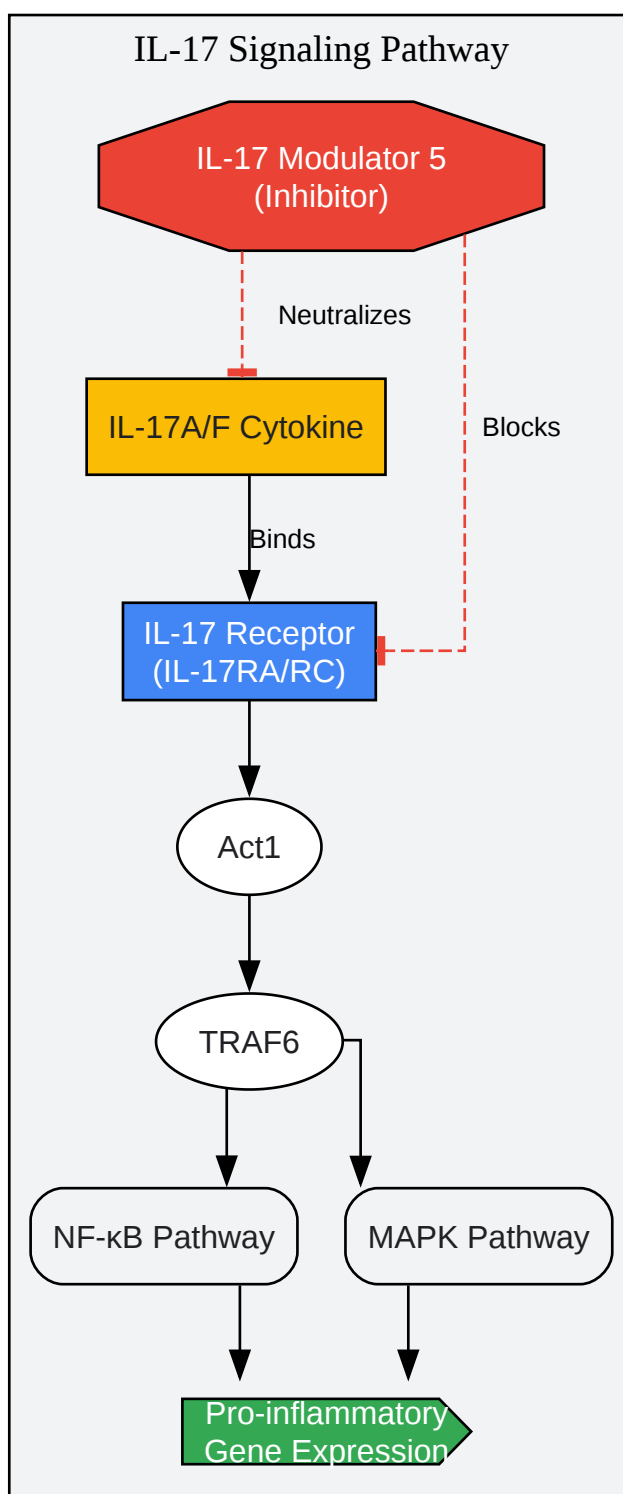 IL-17 Signaling Pathway
IL-17 Modulator 5
(Inhibitor)
Neutralizes
IL-17A/F Cytokine
Blocks
Binds
IL-17 Receptor
(IL-17RA/RC)
Act1
TRAF6
NF-κB Pathway
MAPK Pathway
Pro-inflammatory
Gene Expression